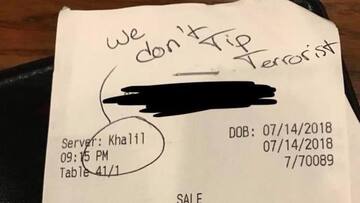 We
don't Tip
Terrorist
Server: Khalil
DOB: 07/14/2018
09:15 PM
07/14/2018
Table 41/1
7/70089
SALE